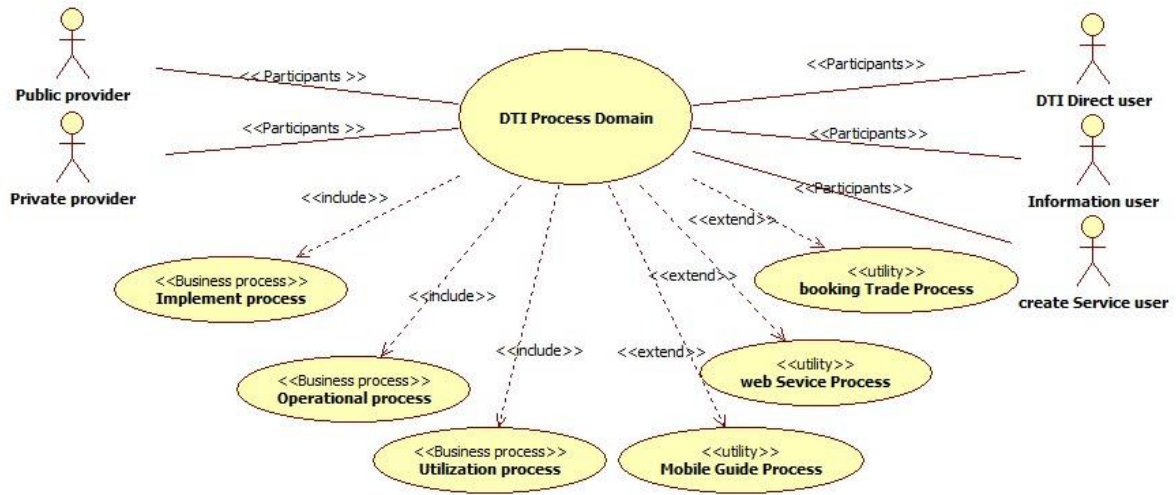 Public provider
Private provider
<< Participants >>
<<Participants >>
DTI Process Domain
<<Participants>>
<<Participants>>
<<Participants>>
DTI Direct user
Information user
create Service user
<<include>>
<<include>>
<<include>>
<<extend>>
<<extend>>
<<extend>>
<<Business process>>
Implement process
<<Business process>>
Operational process
<<Business process>>
Utilization process
<<utility>>
Mobile Guide Process
<<utility>>
web Sevice Process
<<utility>>
booking Trade Process